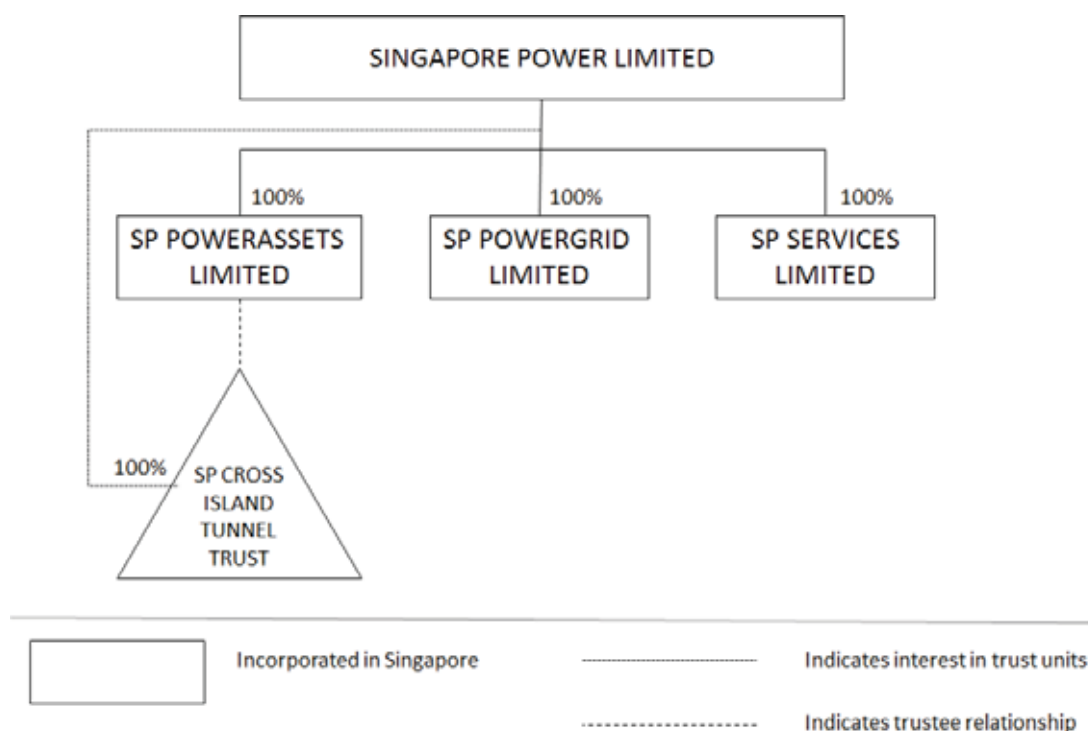 SINGAPORE POWER LIMITED
100%
100%
100%
SP POWERASSETS
LIMITED
SP POWERGRID
LIMITED
SP SERVICES
LIMITED
100%
SP CROSS
ISLAND
TUNNEL
TRUST
Incorporated in Singapore
Indicates interest in trust units
Indicates trustee relationship